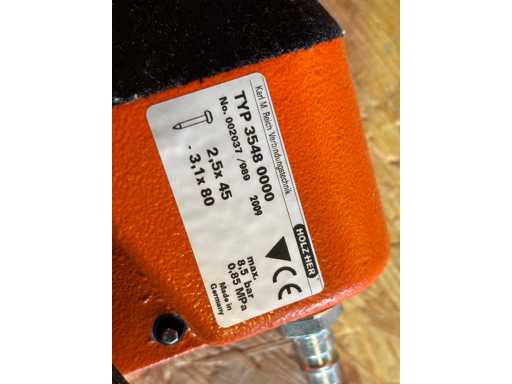 Karl M. Reich Verbindungstechnik
HOLZ-HER
TYP 3548 0000
No. 002037 /989 2009
2,5x 45
- 3,1x 80
CE
max.
8,5 bar
0,85 MPa
Made in
Germany